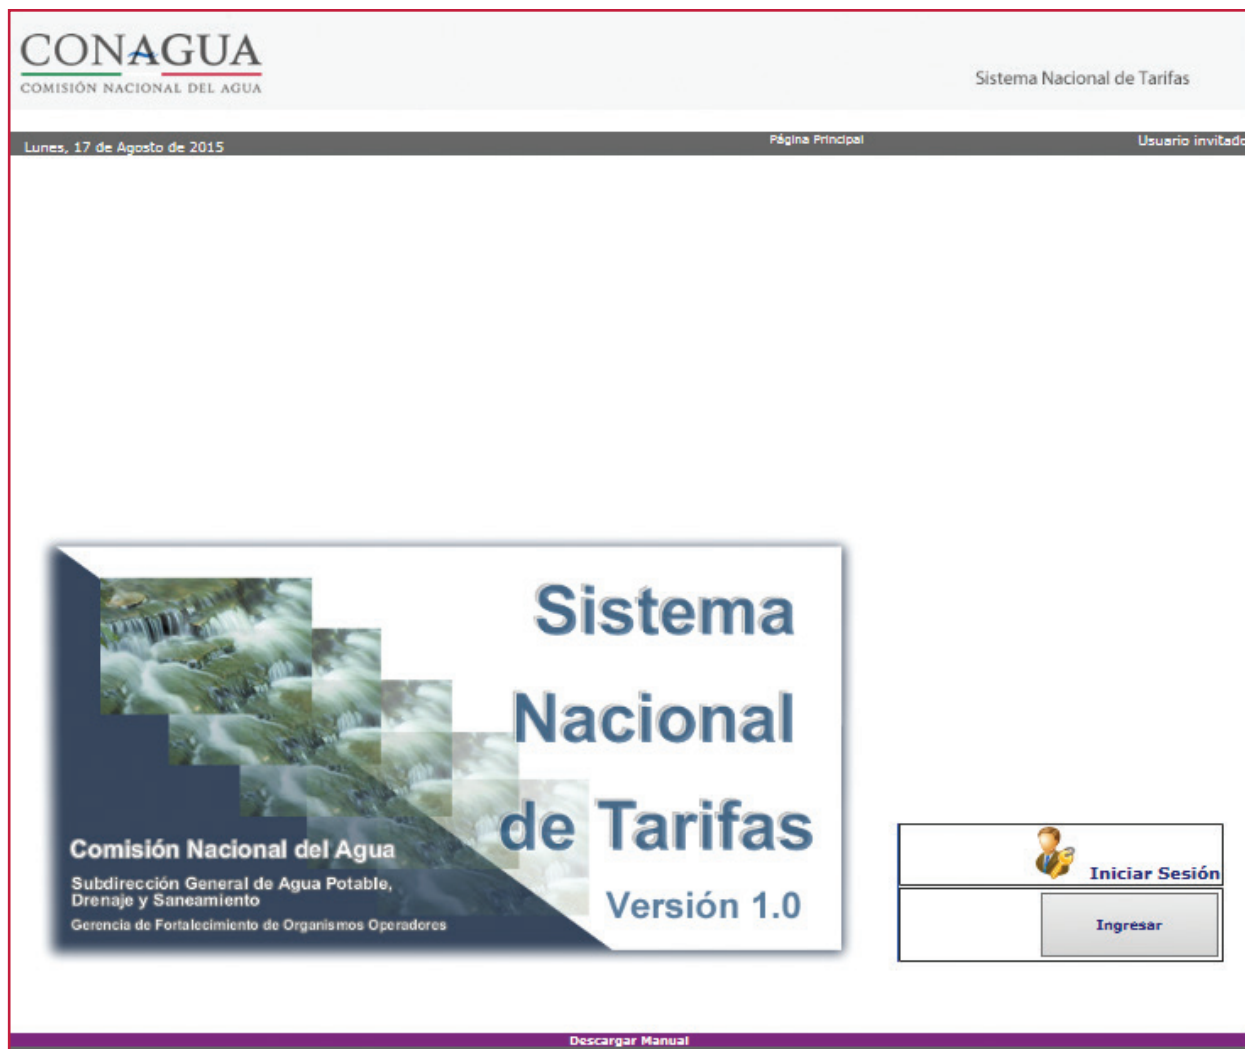 CONAGUA
COMISIÓN NACIONAL DEL AGUA
Sistema Nacional de Tarifas
Lunes, 17 de Agosto de 2015
Página Principal
Usuario invitado
Sistema
Nacional
de Tarifas
Versión 1.0
Comisión Nacional del Agua
Subdirección General de Agua Potable,
Drenaje y Saneamiento
Gerencia de Fortalecimiento de Organismos Operadores
Iniciar Sesión
Ingresar
Descargar Manual